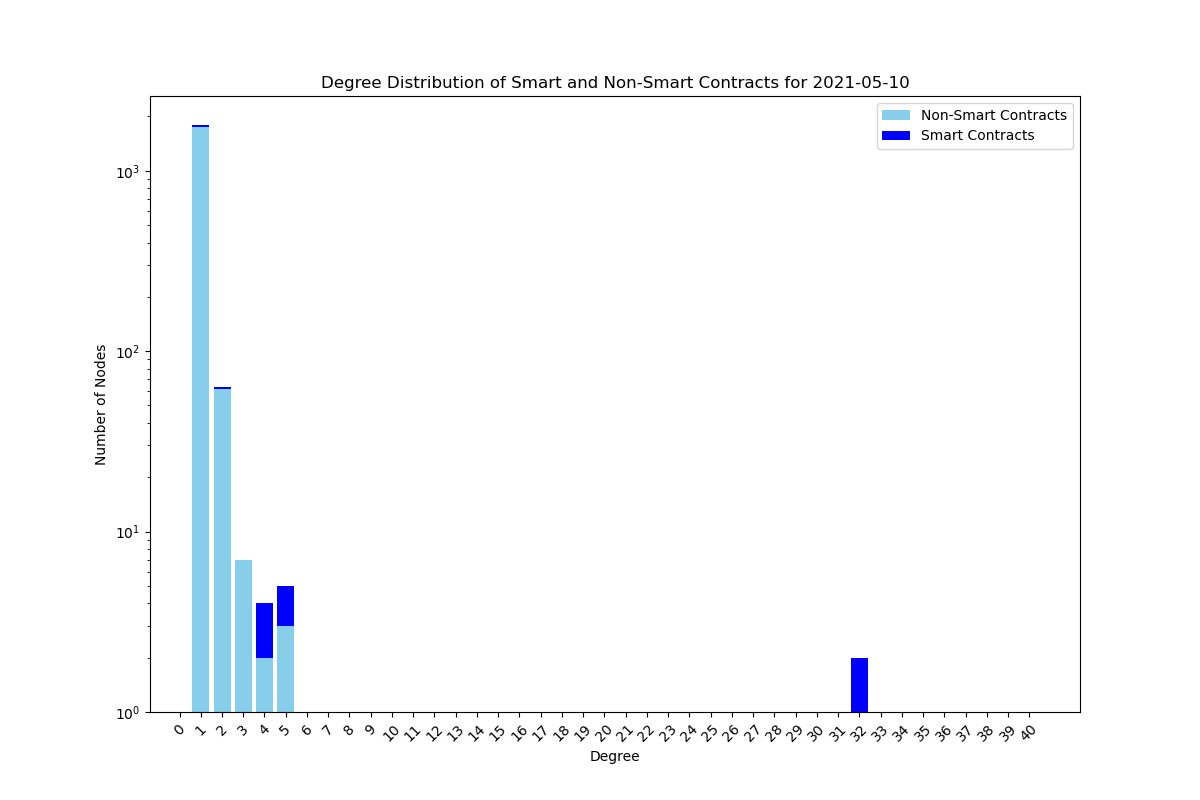 Degree Distribution of Smart and Non-Smart Contracts for 2021-05-10
Non-Smart Contracts
Smart Contracts
Number of Nodes
10³
10²
10¹
10⁰
0 1 2 3 4 5 6 7 8 9 10 11 12 13 14 15 16 17 18 19 20 21 22 23 24 25 26 27 28 29 30 31 32 33 34 35 36 37 38 39 40
Degree